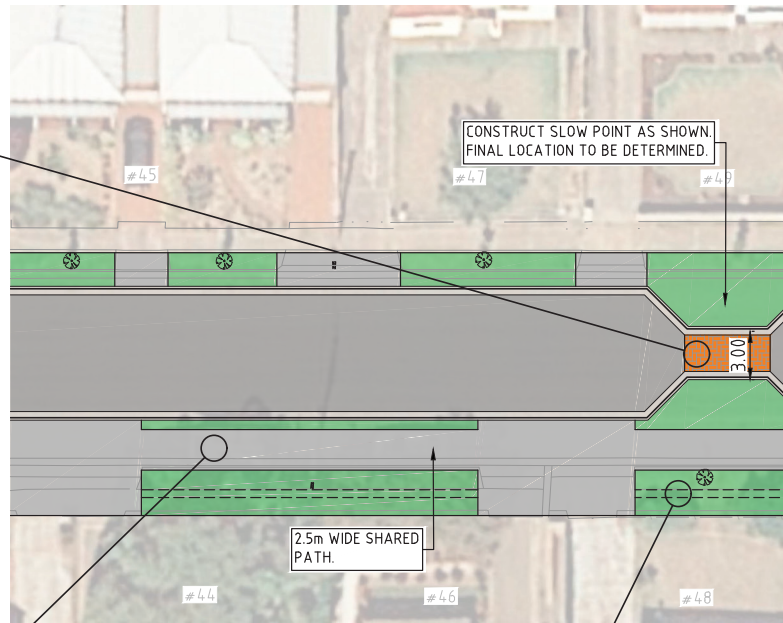 CONSTRUCT SLOW POINT AS SHOWN.
FINAL LOCATION TO BE DETERMINED.
#45
#47
#49
3.00
2.5m WIDE SHARED
PATH.
#44
#46
#48